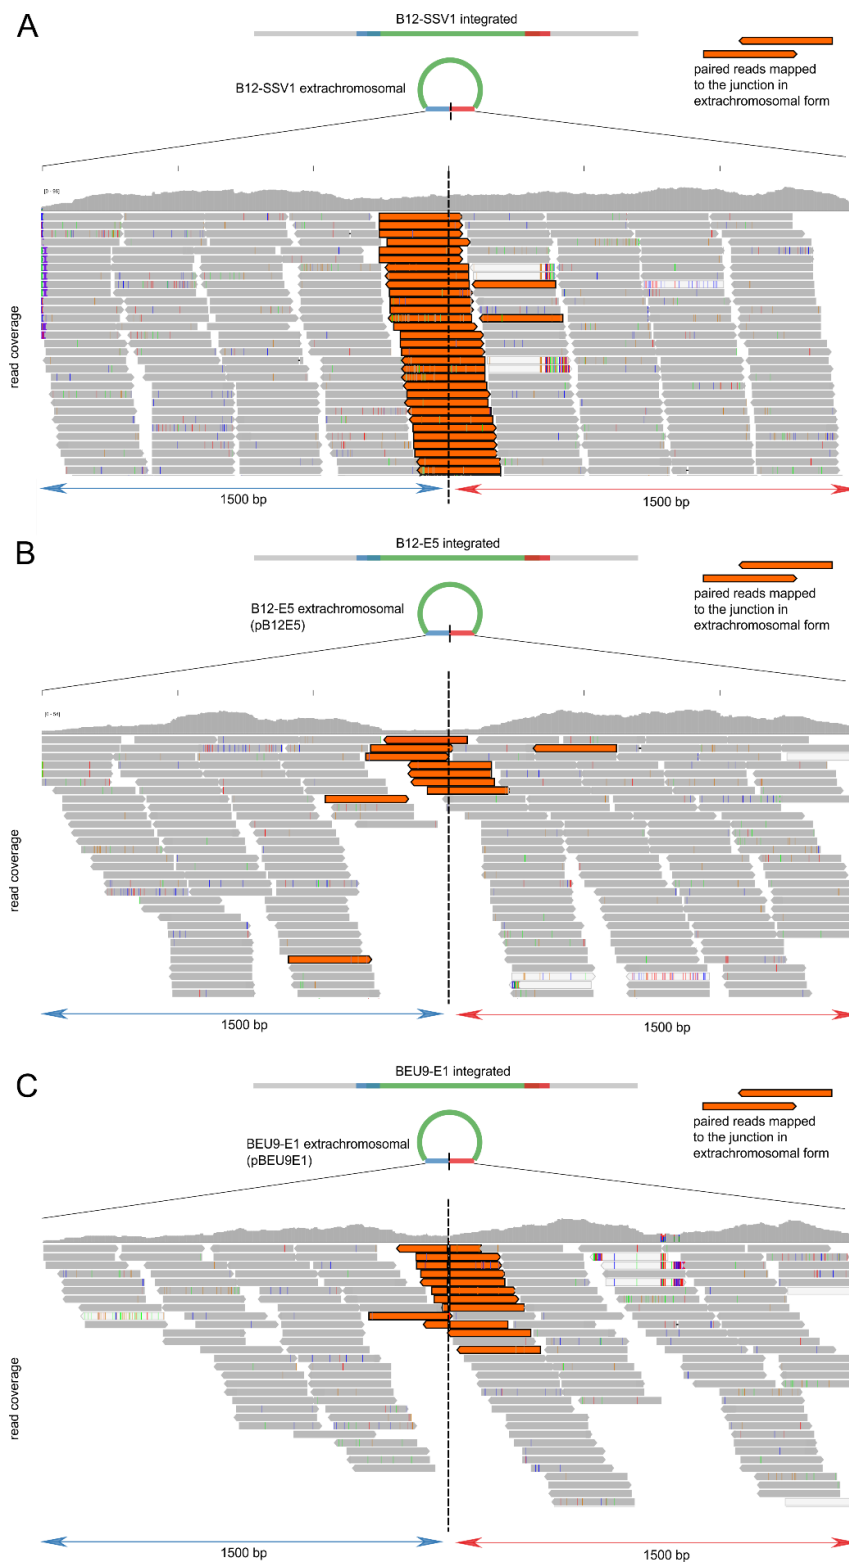 A
B12-SSV1 integrated
B12-SSV1 extrachromosomal
paired reads mapped
to the junction in
extrachromosomal form
read coverage
1500 bp
1500 bp
B
B12-E5 integrated
B12-E5 extrachromosomal
(pB12E5)
paired reads mapped
to the junction in
extrachromosomal form
[0 - 54]
read coverage
1500 bp
1500 bp
C
BEU9-E1 integrated
BEU9-E1 extrachromosomal
(pBEU9E1)
paired reads mapped
to the junction in
extrachromosomal form
read coverage
1500 bp
1500 bp